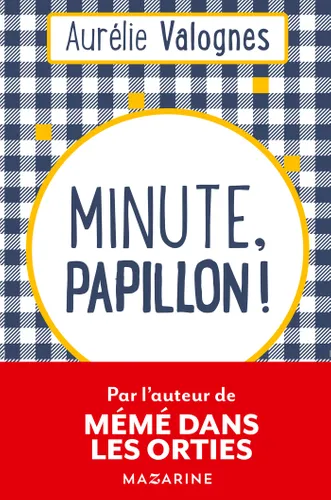 Aurélie Valognes
MINUTE,
PAPILLON !
Par l'auteur de
MÉMÉ DANS
LES ORTIES
MAZARINE